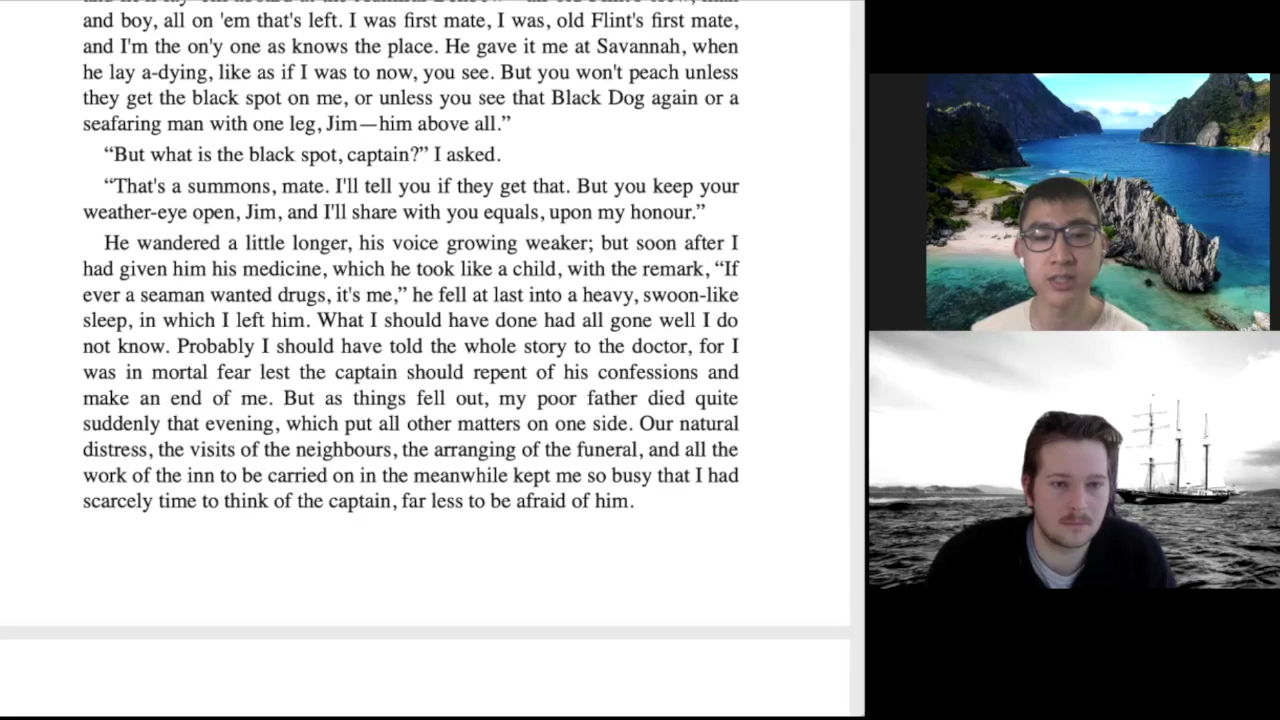 and boy, all on 'em that's left. I was first mate, I was, old Flint's first mate,
and I'm the on'y one as knows the place. He gave it me at Savannah, when
he lay a-dying, like as if I was to now, you see. But you won't peach unless
they get the black spot on me, or unless you see that Black Dog again or a
seafaring man with one leg, Jim—him above all.”
“But what is the black spot, captain?” I asked.
“That's a summons, mate. I'll tell you if they get that. But you keep your
weather-eye open, Jim, and I'll share with you equals, upon my honour.”
He wandered a little longer, his voice growing weaker; but soon after I
had given him his medicine, which he took like a child, with the remark, “If
ever a seaman wanted drugs, it's me,” he fell at last into a heavy, swoon-like
sleep, in which I left him. What I should have done had all gone well I do
not know. Probably I should have told the whole story to the doctor, for I
was in mortal fear lest the captain should repent of his confessions and
make an end of me. But as things fell out, my poor father died quite
suddenly that evening, which put all other matters on one side. Our natural
distress, the visits of the neighbours, the arranging of the funeral, and all the
work of the inn to be carried on in the meanwhile kept me so busy that I had
scarcely time to think of the captain, far less to be afraid of him.